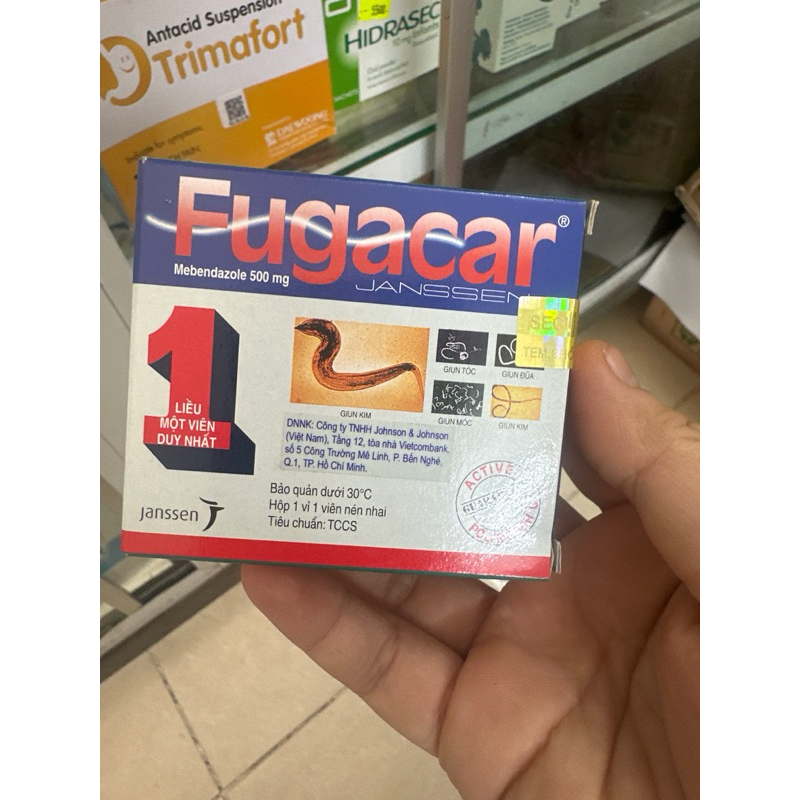 Antacid Suspension
Trimafort
DAEWOONG
HIDRASEC
Fugacar®
Mebendazole 500 mg
JANSSEN
1
LIỀU
MỘT VIÊN
DUY NHẤT
GIUN KIM
GIUN TÓC
GIUN ĐŨA
GIUN MÓC
GIUN KIM
DNNK: Công ty TNHH Johnson & Johnson
(Việt Nam), Tầng 12, tòa nhà Vietcombank,
số 5 Công Trường Mê Linh, P. Bến Nghé,
Q.1, TP. Hồ Chí Minh.
Bảo quản dưới 30°C
Hộp 1 vỉ 1 viên nén nhai
Tiêu chuẩn: TCCS
janssen
ACTIVE